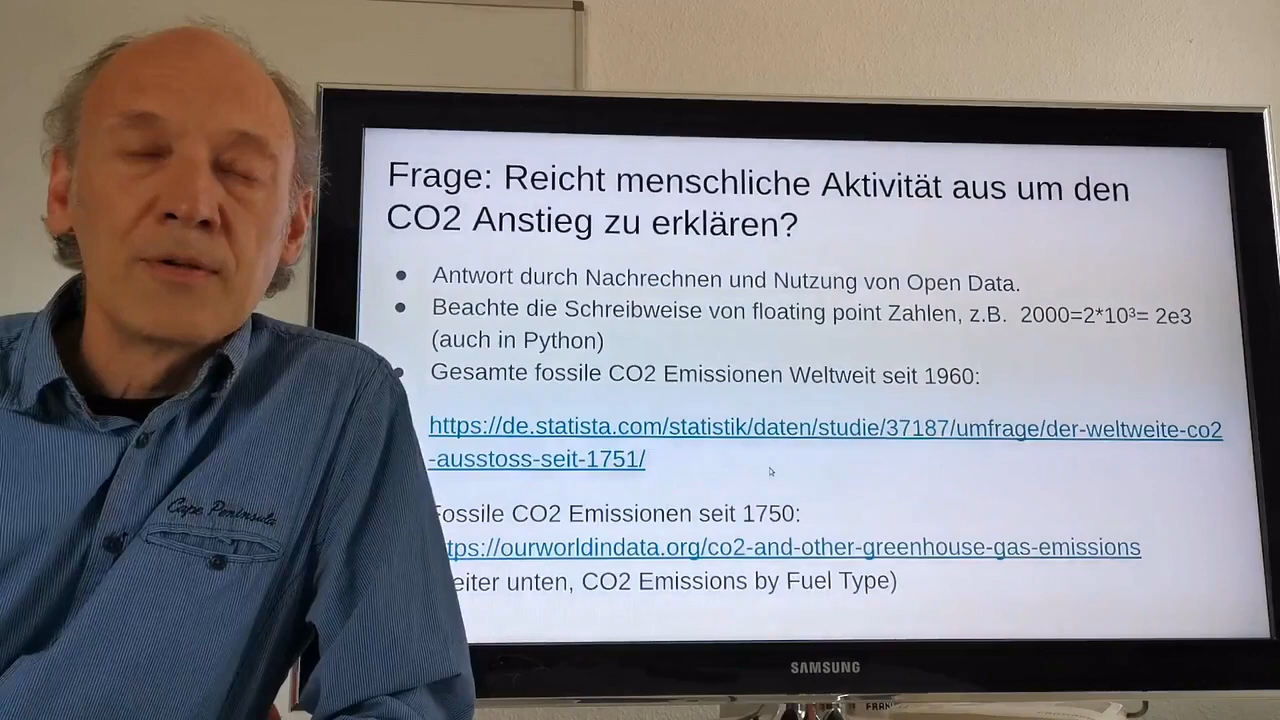 Frage: Reicht menschliche Aktivität aus um den
CO2 Anstieg zu erklären?
● Antwort durch Nachrechnen und Nutzung von Open Data.
● Beachte die Schreibweise von floating point Zahlen, z.B. 2000=2*10³= 2e3
(auch in Python)
● Gesamte fossile CO2 Emissionen Weltweit seit 1960:
https://de.statista.com/statistik/daten/studie/37187/umfrage/der-weltweite-co2
-ausstoss-seit-1751/
Fossile CO2 Emissionen seit 1750:
tps://ourworldindata.org/co2-and-other-greenhouse-gas-emissions
eiter unten, CO2 Emissions by Fuel Type)
Cape Peninsula
SAMSUNG